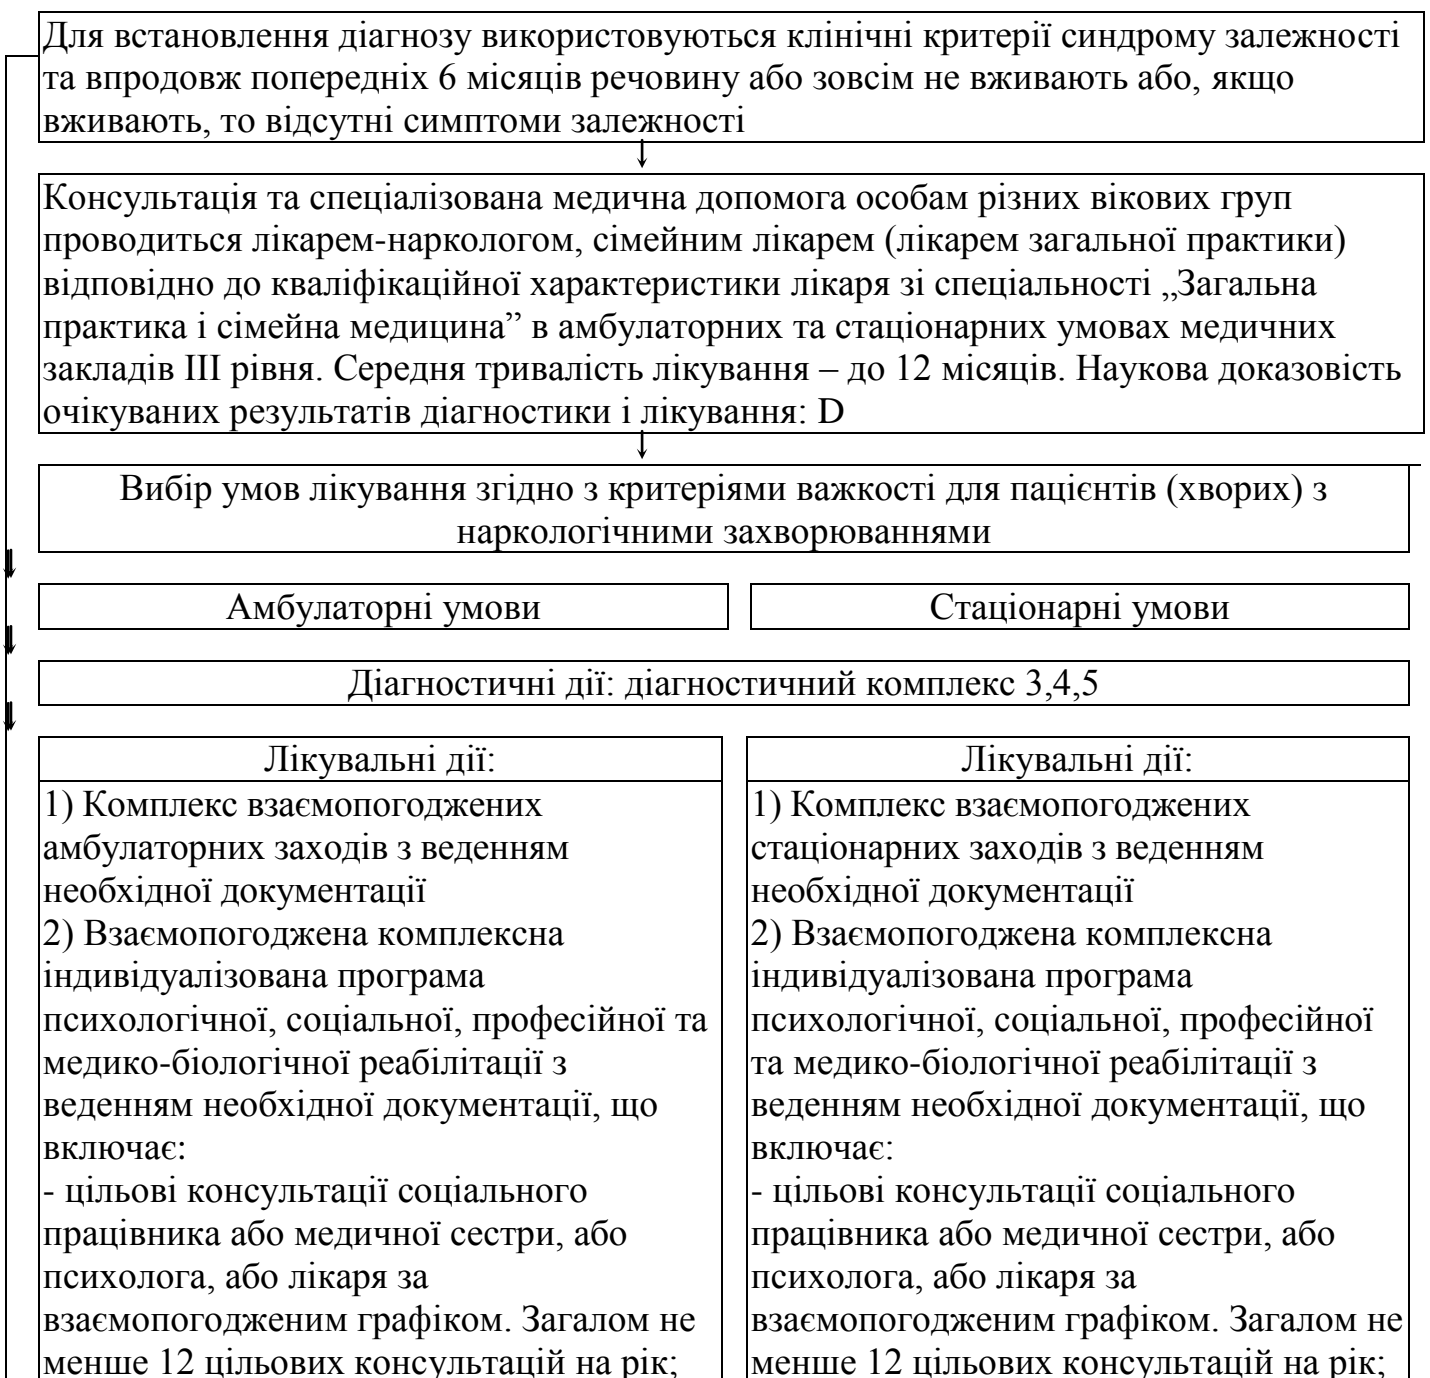 Для встановлення діагнозу використовуються клінічні критерії синдрому залежності
та впродовж попередніх 6 місяців речовину або зовсім не вживають або, якщо
вживають, то відсутні симптоми залежності
Консультація та спеціалізована медична допомога особам різних вікових груп
проводиться лікарем-наркологом, сімейним лікарем (лікарем загальної практики)
відповідно до кваліфікаційної характеристики лікаря зі спеціальності „Загальна
практика і сімейна медицина” в амбулаторних та стаціонарних умовах медичних
закладів III рівня. Середня тривалість лікування – до 12 місяців. Наукова доказовість
очікуваних результатів діагностики і лікування: D
Вибір умов лікування згідно з критеріями важкості для пацієнтів (хворих) з
наркологічними захворюваннями
Амбулаторні умови
Стаціонарні умови
Діагностичні дії: діагностичний комплекс 3,4,5
Лікувальні дії:
1) Комплекс взаємопогоджених
амбулаторних заходів з веденням
необхідної документації
2) Взаємопогоджена комплексна
індивідуалізована програма
психологічної, соціальної, професійної та
медико-біологічної реабілітації з
веденням необхідної документації, що
включає:
- цільові консультації соціального
працівника або медичної сестри, або
психолога, або лікаря за
взаємопогодженим графіком. Загалом не
менше 12 цільових консультацій на рік;
Лікувальні дії:
1) Комплекс взаємопогоджених
стаціонарних заходів з веденням
необхідної документації
2) Взаємопогоджена комплексна
індивідуалізована програма
психологічної, соціальної, професійної
та медико-біологічної реабілітації з
веденням необхідної документації, що
включає:
- цільові консультації соціального
працівника або медичної сестри, або
психолога, або лікаря за
взаємопогодженим графіком. Загалом не
менше 12 цільових консультацій на рік;